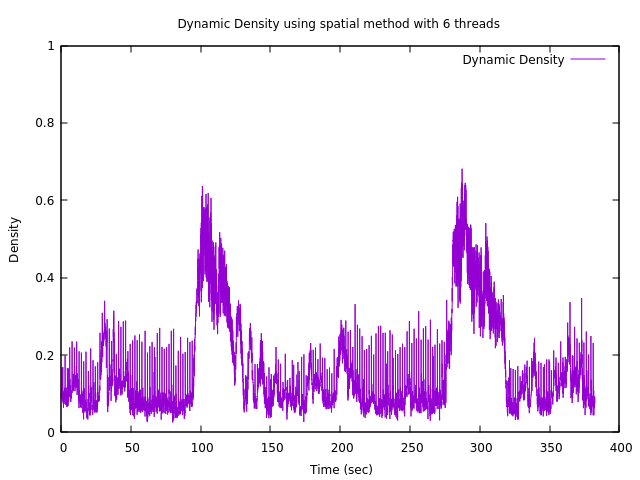 Dynamic Density using spatial method with 6 threads
Dynamic Density
1
0.8
0.6
0.4
0.2
0
Density
0 50 100 150 200 250 300 350 400
Time (sec)